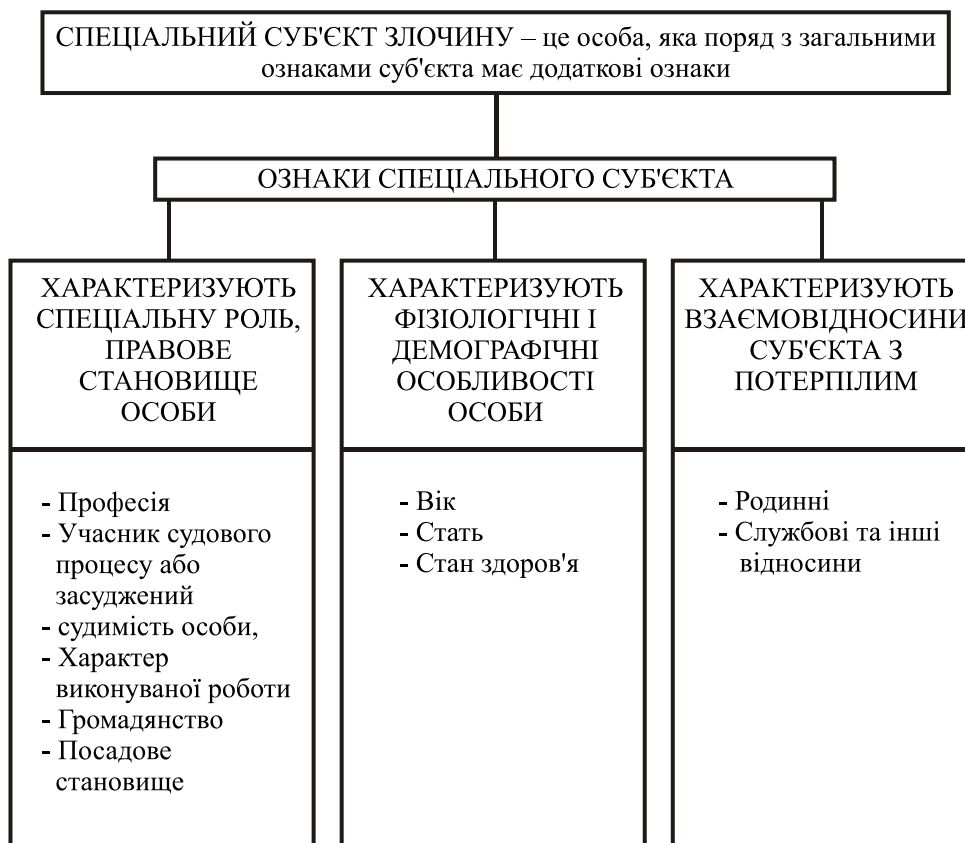 СПЕЦІАЛЬНИЙ СУБ'ЄКТ ЗЛОЧИНУ – це особа, яка поряд з загальними
ознаками суб'єкта має додаткові ознаки
ОЗНАКИ СПЕЦІАЛЬНОГО СУБ'ЄКТА
ХАРАКТЕРИЗУЮТЬ
СПЕЦІАЛЬНУ РОЛЬ,
ПРАВОВЕ
СТАНОВИЩЕ
ОСОБИ
- Професія
- Учасник судового
процесу або
засуджений
- судимість особи,
- Характер
виконуваної роботи
- Громадянство
- Посадове
становище
ХАРАКТЕРИЗУЮТЬ
ФІЗІОЛОГІЧНІ І
ДЕМОГРАФІЧНІ
ОСОБЛИВОСТІ
ОСОБИ
- Вік
- Стать
- Стан здоров'я
ХАРАКТЕРИЗУЮТЬ
ВЗАЄМОВІДНОСИНИ
СУБ'ЄКТА З
ПОТЕРПІЛИМ
- Родинні
- Службові та інші
відносини